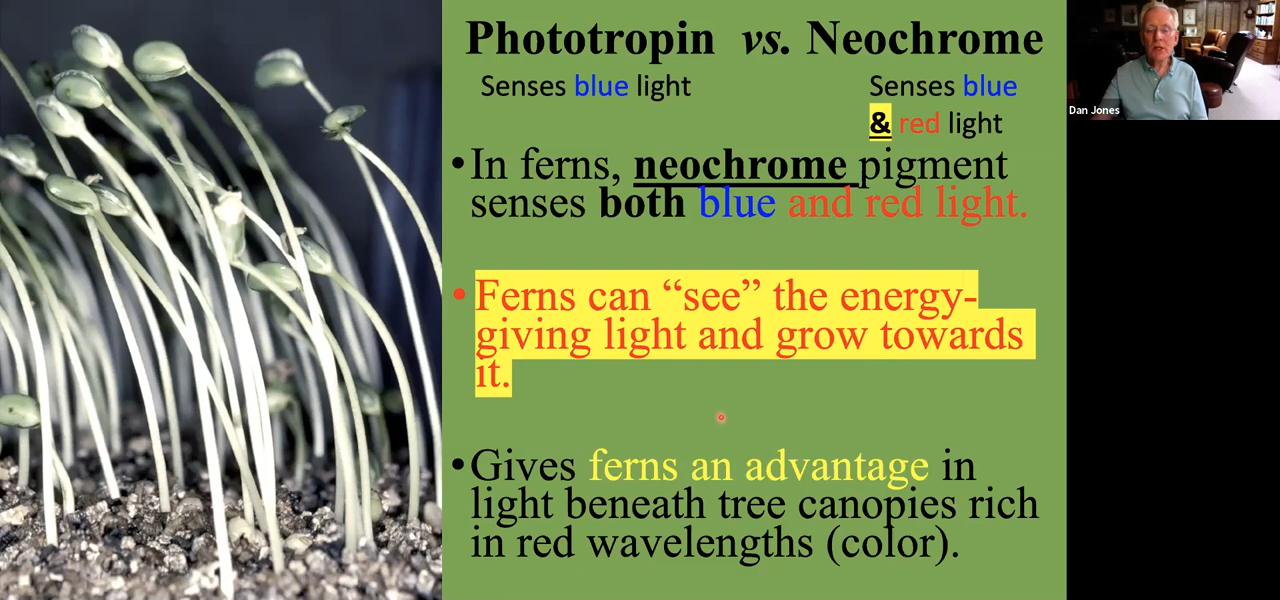 Phototropin vs. Neochrome
Senses blue light
Senses blue
& red light
•In ferns, neochrome pigment
senses both blue and red light.
•Ferns can “see” the energy-
giving light and grow towards
it.
•Gives ferns an advantage in
light beneath tree canopies rich
in red wavelengths (color).
Dan Jones